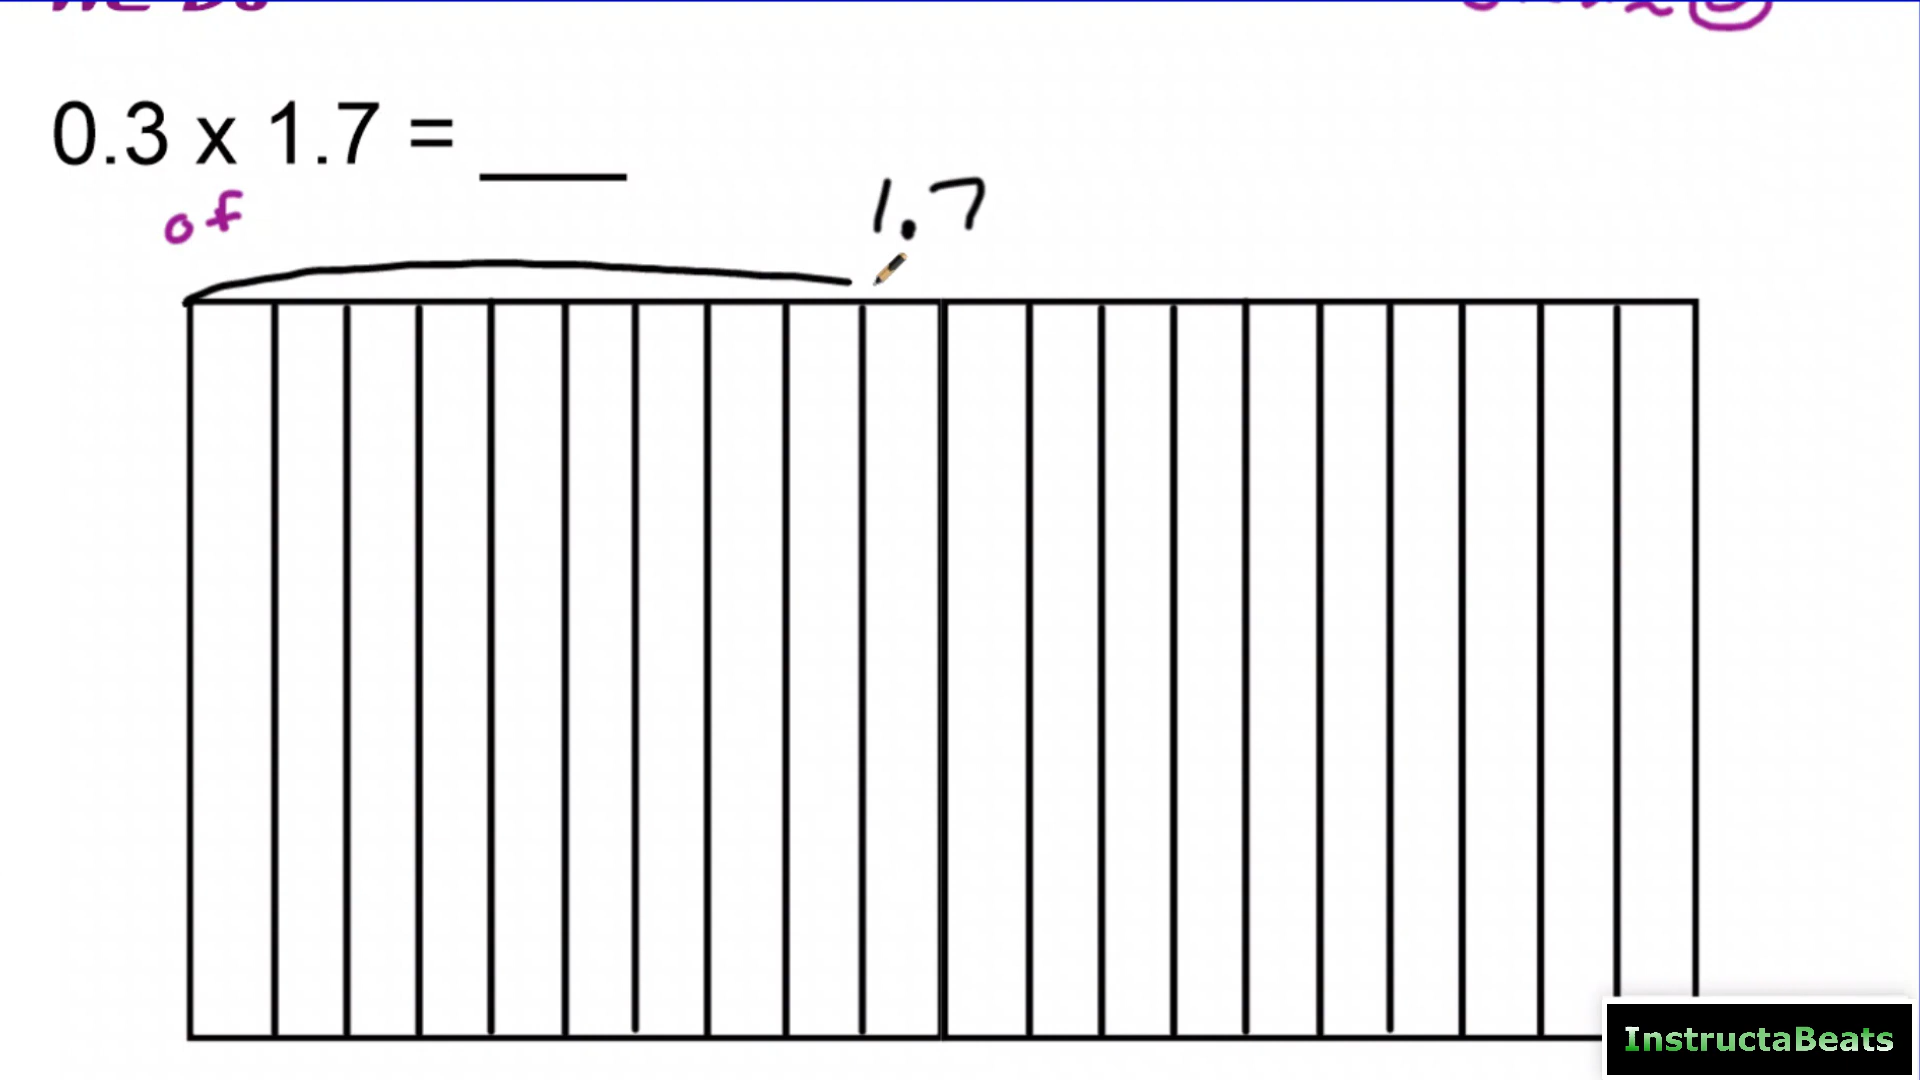 0.3 x 1.7 = ____
of
1.7
InstructaBeats